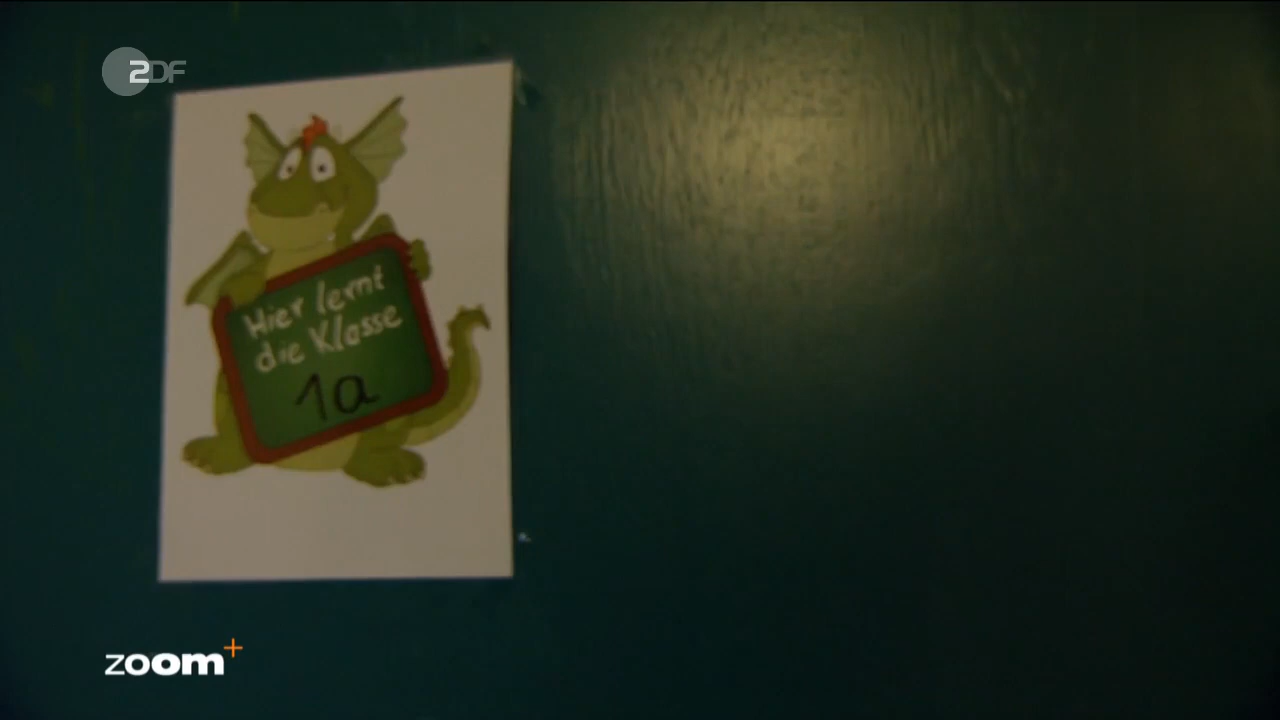 ZDF
Hier lernt
die Klasse
1a
zoom+